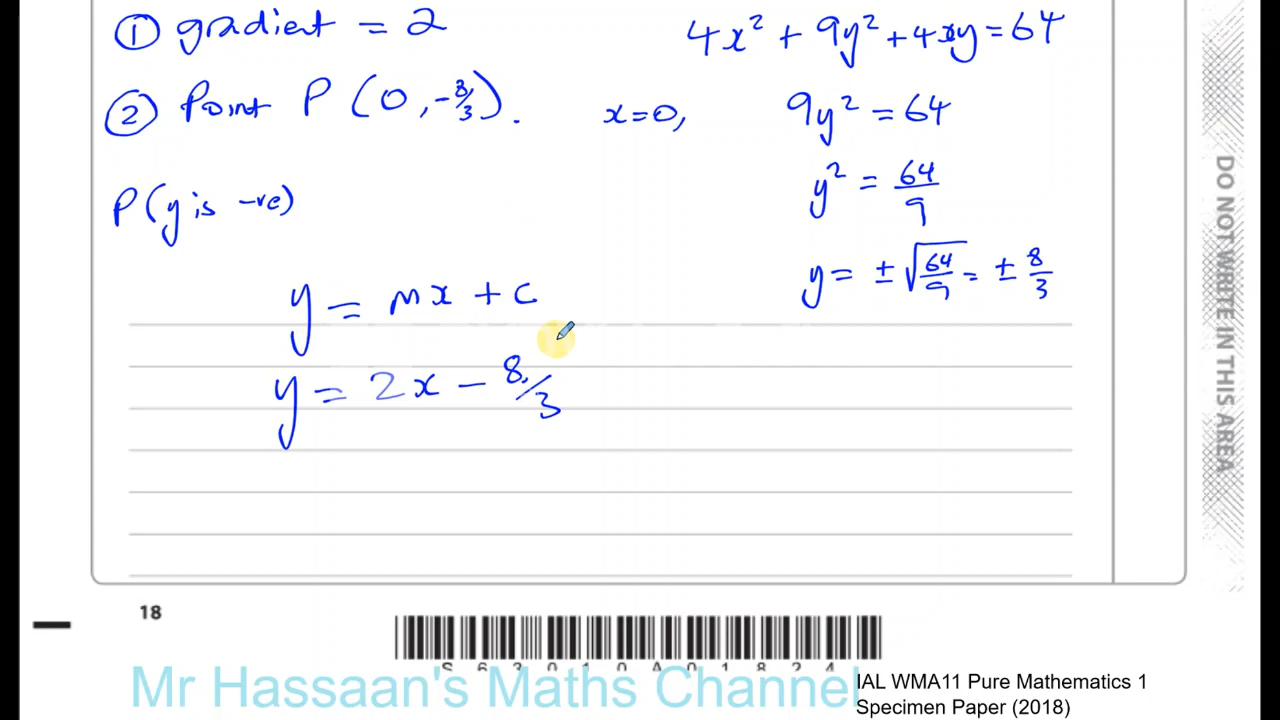 ① gradient = 2
4x² + 9y² + 4xy = 64
② Point P (0, -8/3).
x=0, 9y² = 64
y² = 64/9
P(y is -ve)
y = ± √64/9 = ± 8/3
y = mx + c
y = 2x - 8/3
DO NOT WRITE IN THIS AREA
18
S63010A01824
Mr Hassaan's Maths Channel
IAL WMA11 Pure Mathematics 1
Specimen Paper (2018)